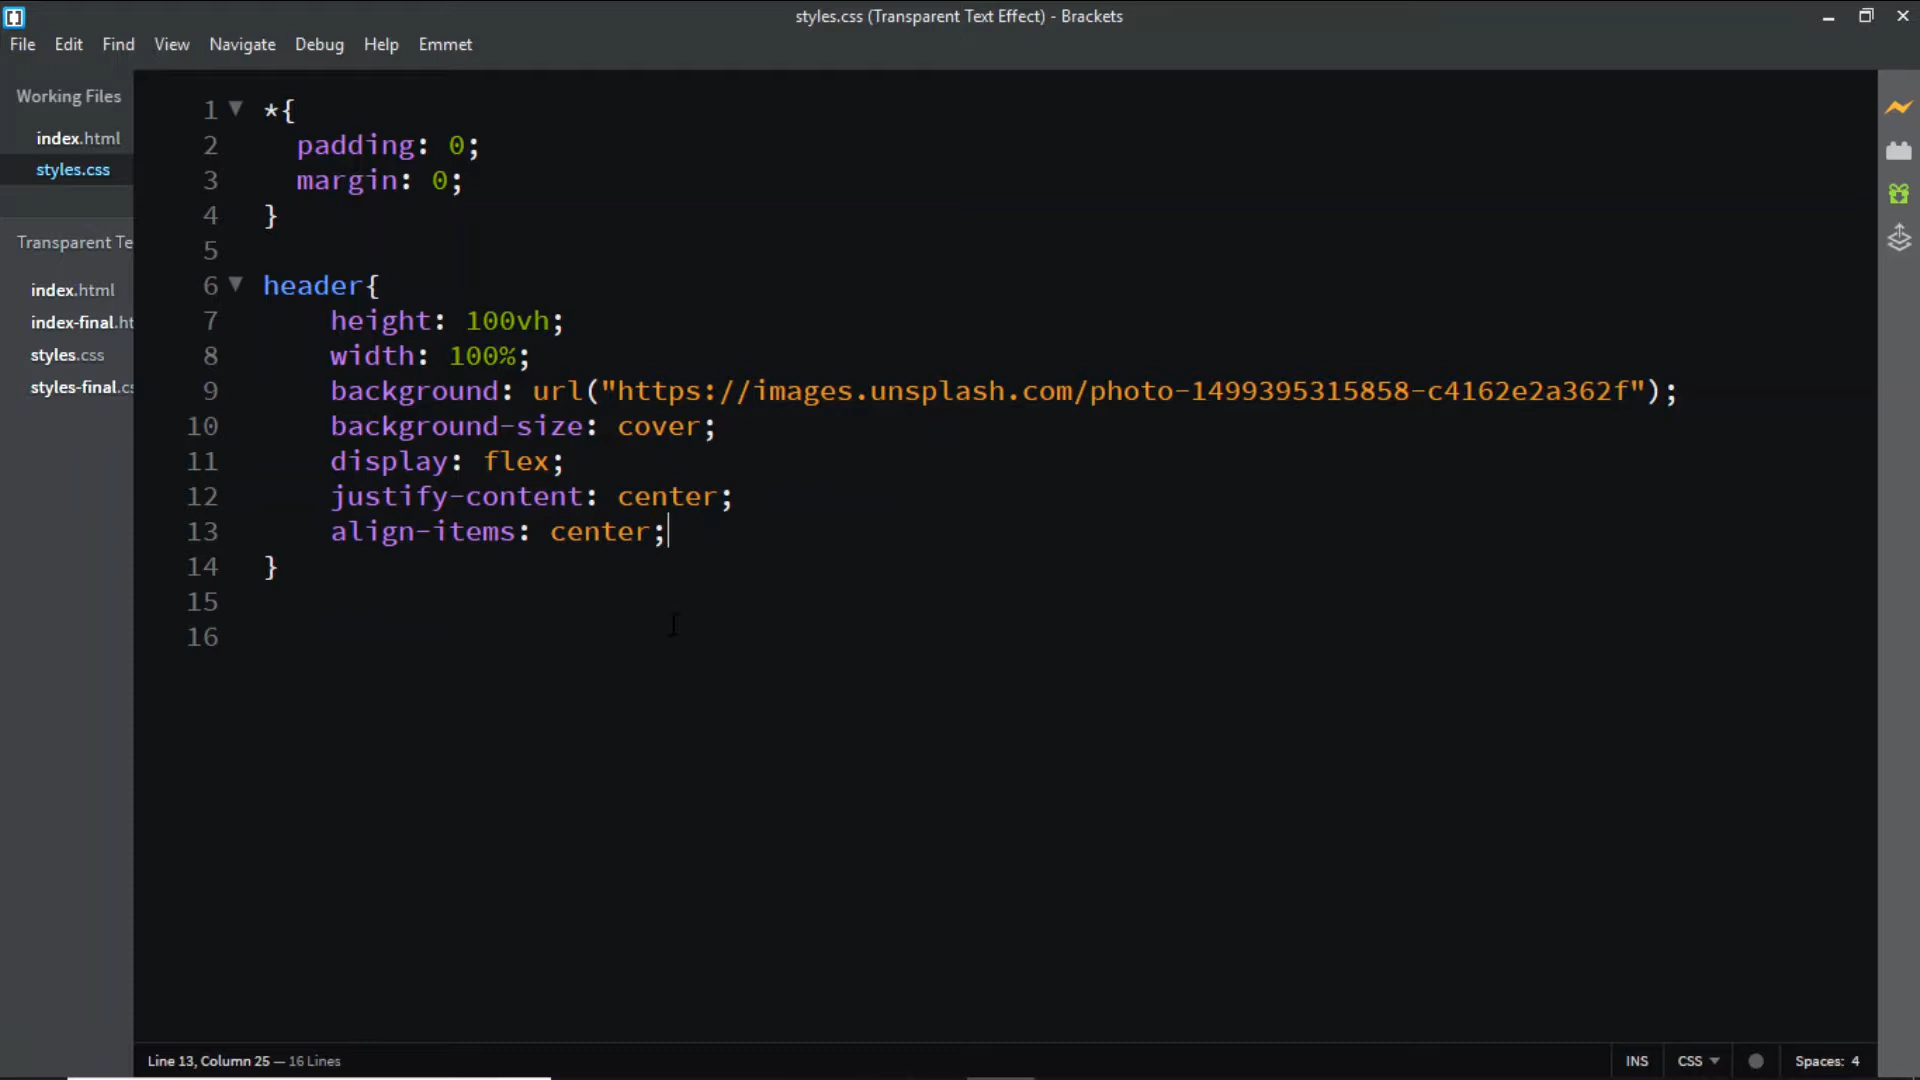 styles.css (Transparent Text Effect) - Brackets
File Edit Find View Navigate Debug Help Emmet
Working Files
index.html
styles.css
Transparent Te
index.html
index-final.ht
styles.css
styles-final.cs
1 *{
2 padding: 0;
3 margin: 0;
4 }
5
6 header{
7 height: 100vh;
8 width: 100%;
9 background: url("https://images.unsplash.com/photo-1499395315858-c4162e2a362f");
10 background-size: cover;
11 display: flex;
12 justify-content: center;
13 align-items: center;
14 }
15
16
Line 13, Column 25 — 16 Lines
INS CSS Spaces: 4